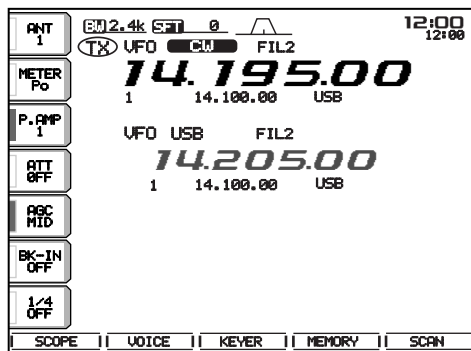 ANT
1
BW 2.4k SFT 0
12:00
12:00
TX VFO CW FIL2
METER
Po
14.195.00
1 14.100.00 USB
P.AMP
1
VFO USB FIL2
ATT
OFF
14.205.00
1 14.100.00 USB
AGC
MID
BK-IN
OFF
1/4
OFF
SCOPE VOICE KEYER MEMORY SCAN